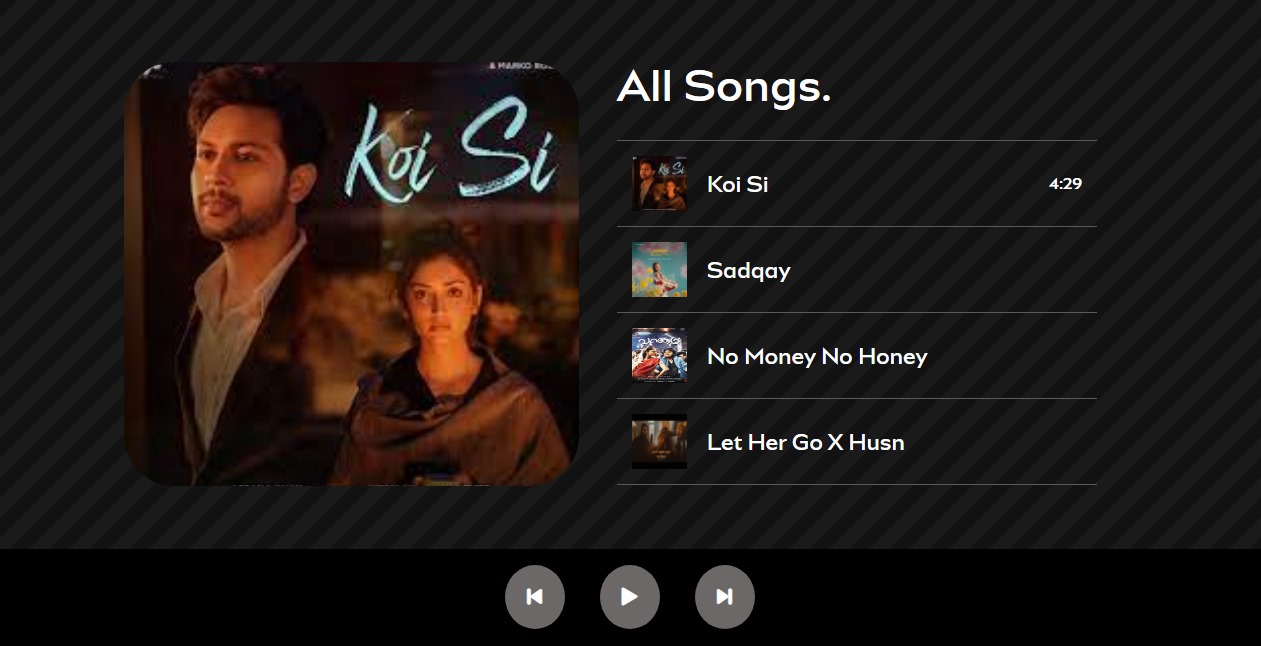 Koi Si
All Songs.
Koi Si
4:29
Sadqay
No Money No Honey
Let Her Go X Husn